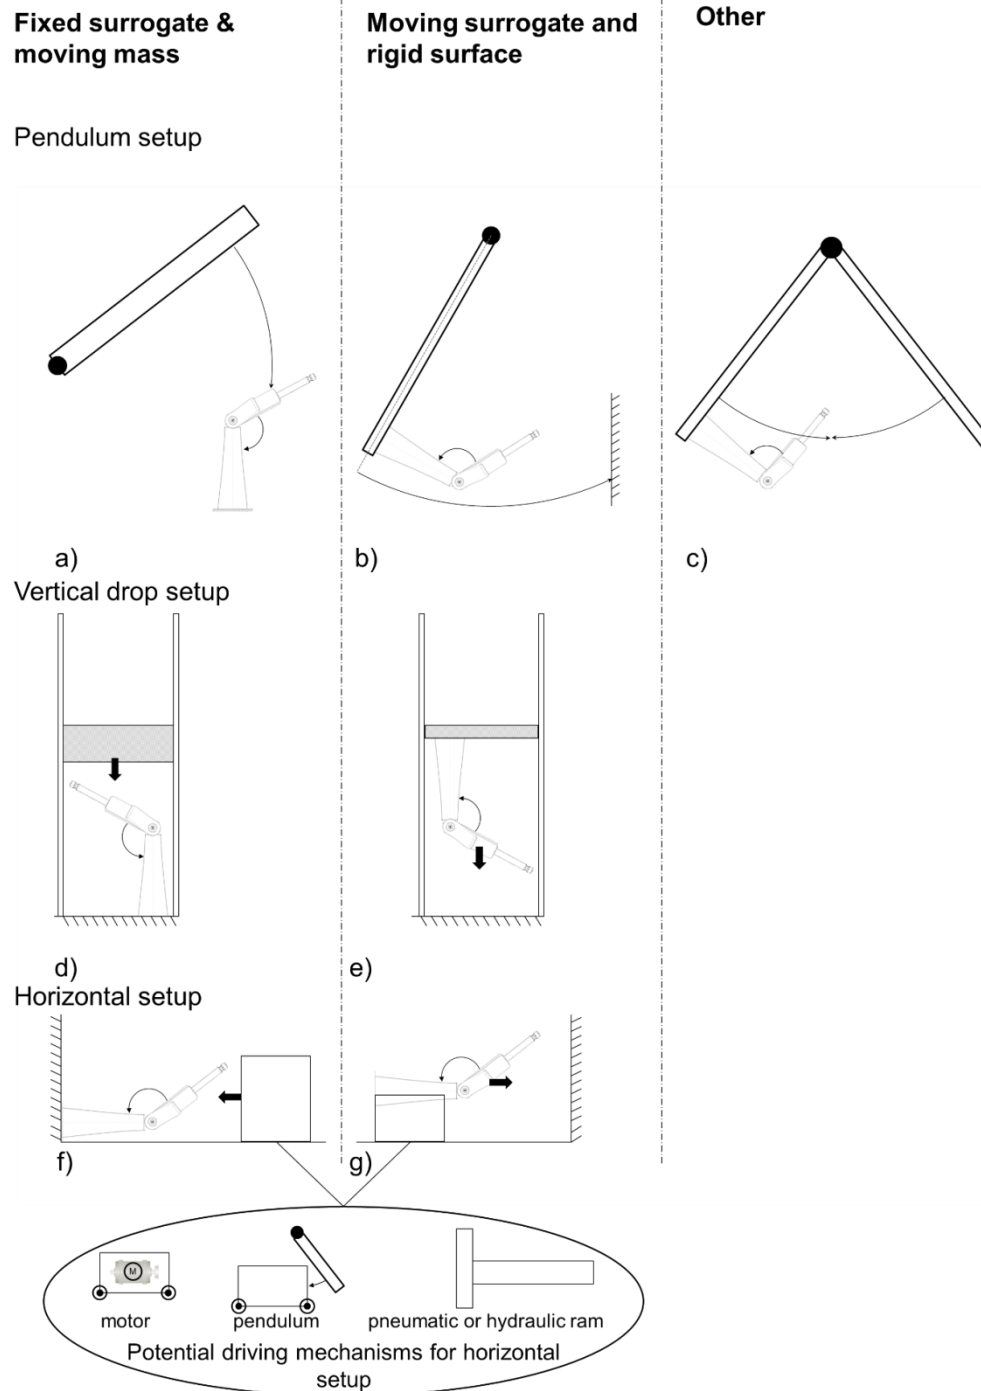 Fixed surrogate &
moving mass
Moving surrogate and
rigid surface
Other
Pendulum setup
a)
b)
c)
Vertical drop setup
d)
e)
Horizontal setup
f)
g)
M
motor
pendulum
pneumatic or hydraulic ram
Potential driving mechanisms for horizontal
setup